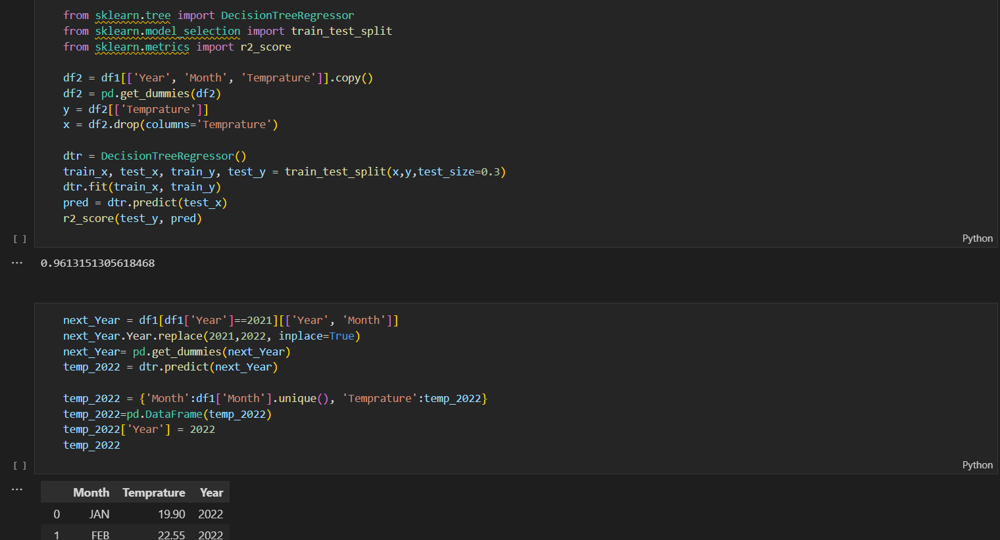 from sklearn.tree import DecisionTreeRegressor
from sklearn.model_selection import train_test_split
from sklearn.metrics import r2_score
df2 = df1[['Year', 'Month', 'Temprature']].copy()
df2 = pd.get_dummies(df2)
y = df2[['Temprature']]
x = df2.drop(columns='Temprature')
dtr = DecisionTreeRegressor()
train_x, test_x, train_y, test_y = train_test_split(x,y,test_size=0.3)
dtr.fit(train_x, train_y)
pred = dtr.predict(test_x)
r2_score(test_y, pred)
[ ]
Python
... 0.9613151305618468
next_Year = df1[df1['Year']==2021][['Year', 'Month']]
next_Year.Year.replace(2021,2022, inplace=True)
next_Year= pd.get_dummies(next_Year)
temp_2022 = dtr.predict(next_Year)
temp_2022 = {'Month':df1['Month'].unique(), 'Temprature':temp_2022}
temp_2022=pd.DataFrame(temp_2022)
temp_2022['Year'] = 2022
temp_2022
[ ]
Python
...
Month Temprature Year
0 JAN 19.90 2022
1 FEB 22.55 2022